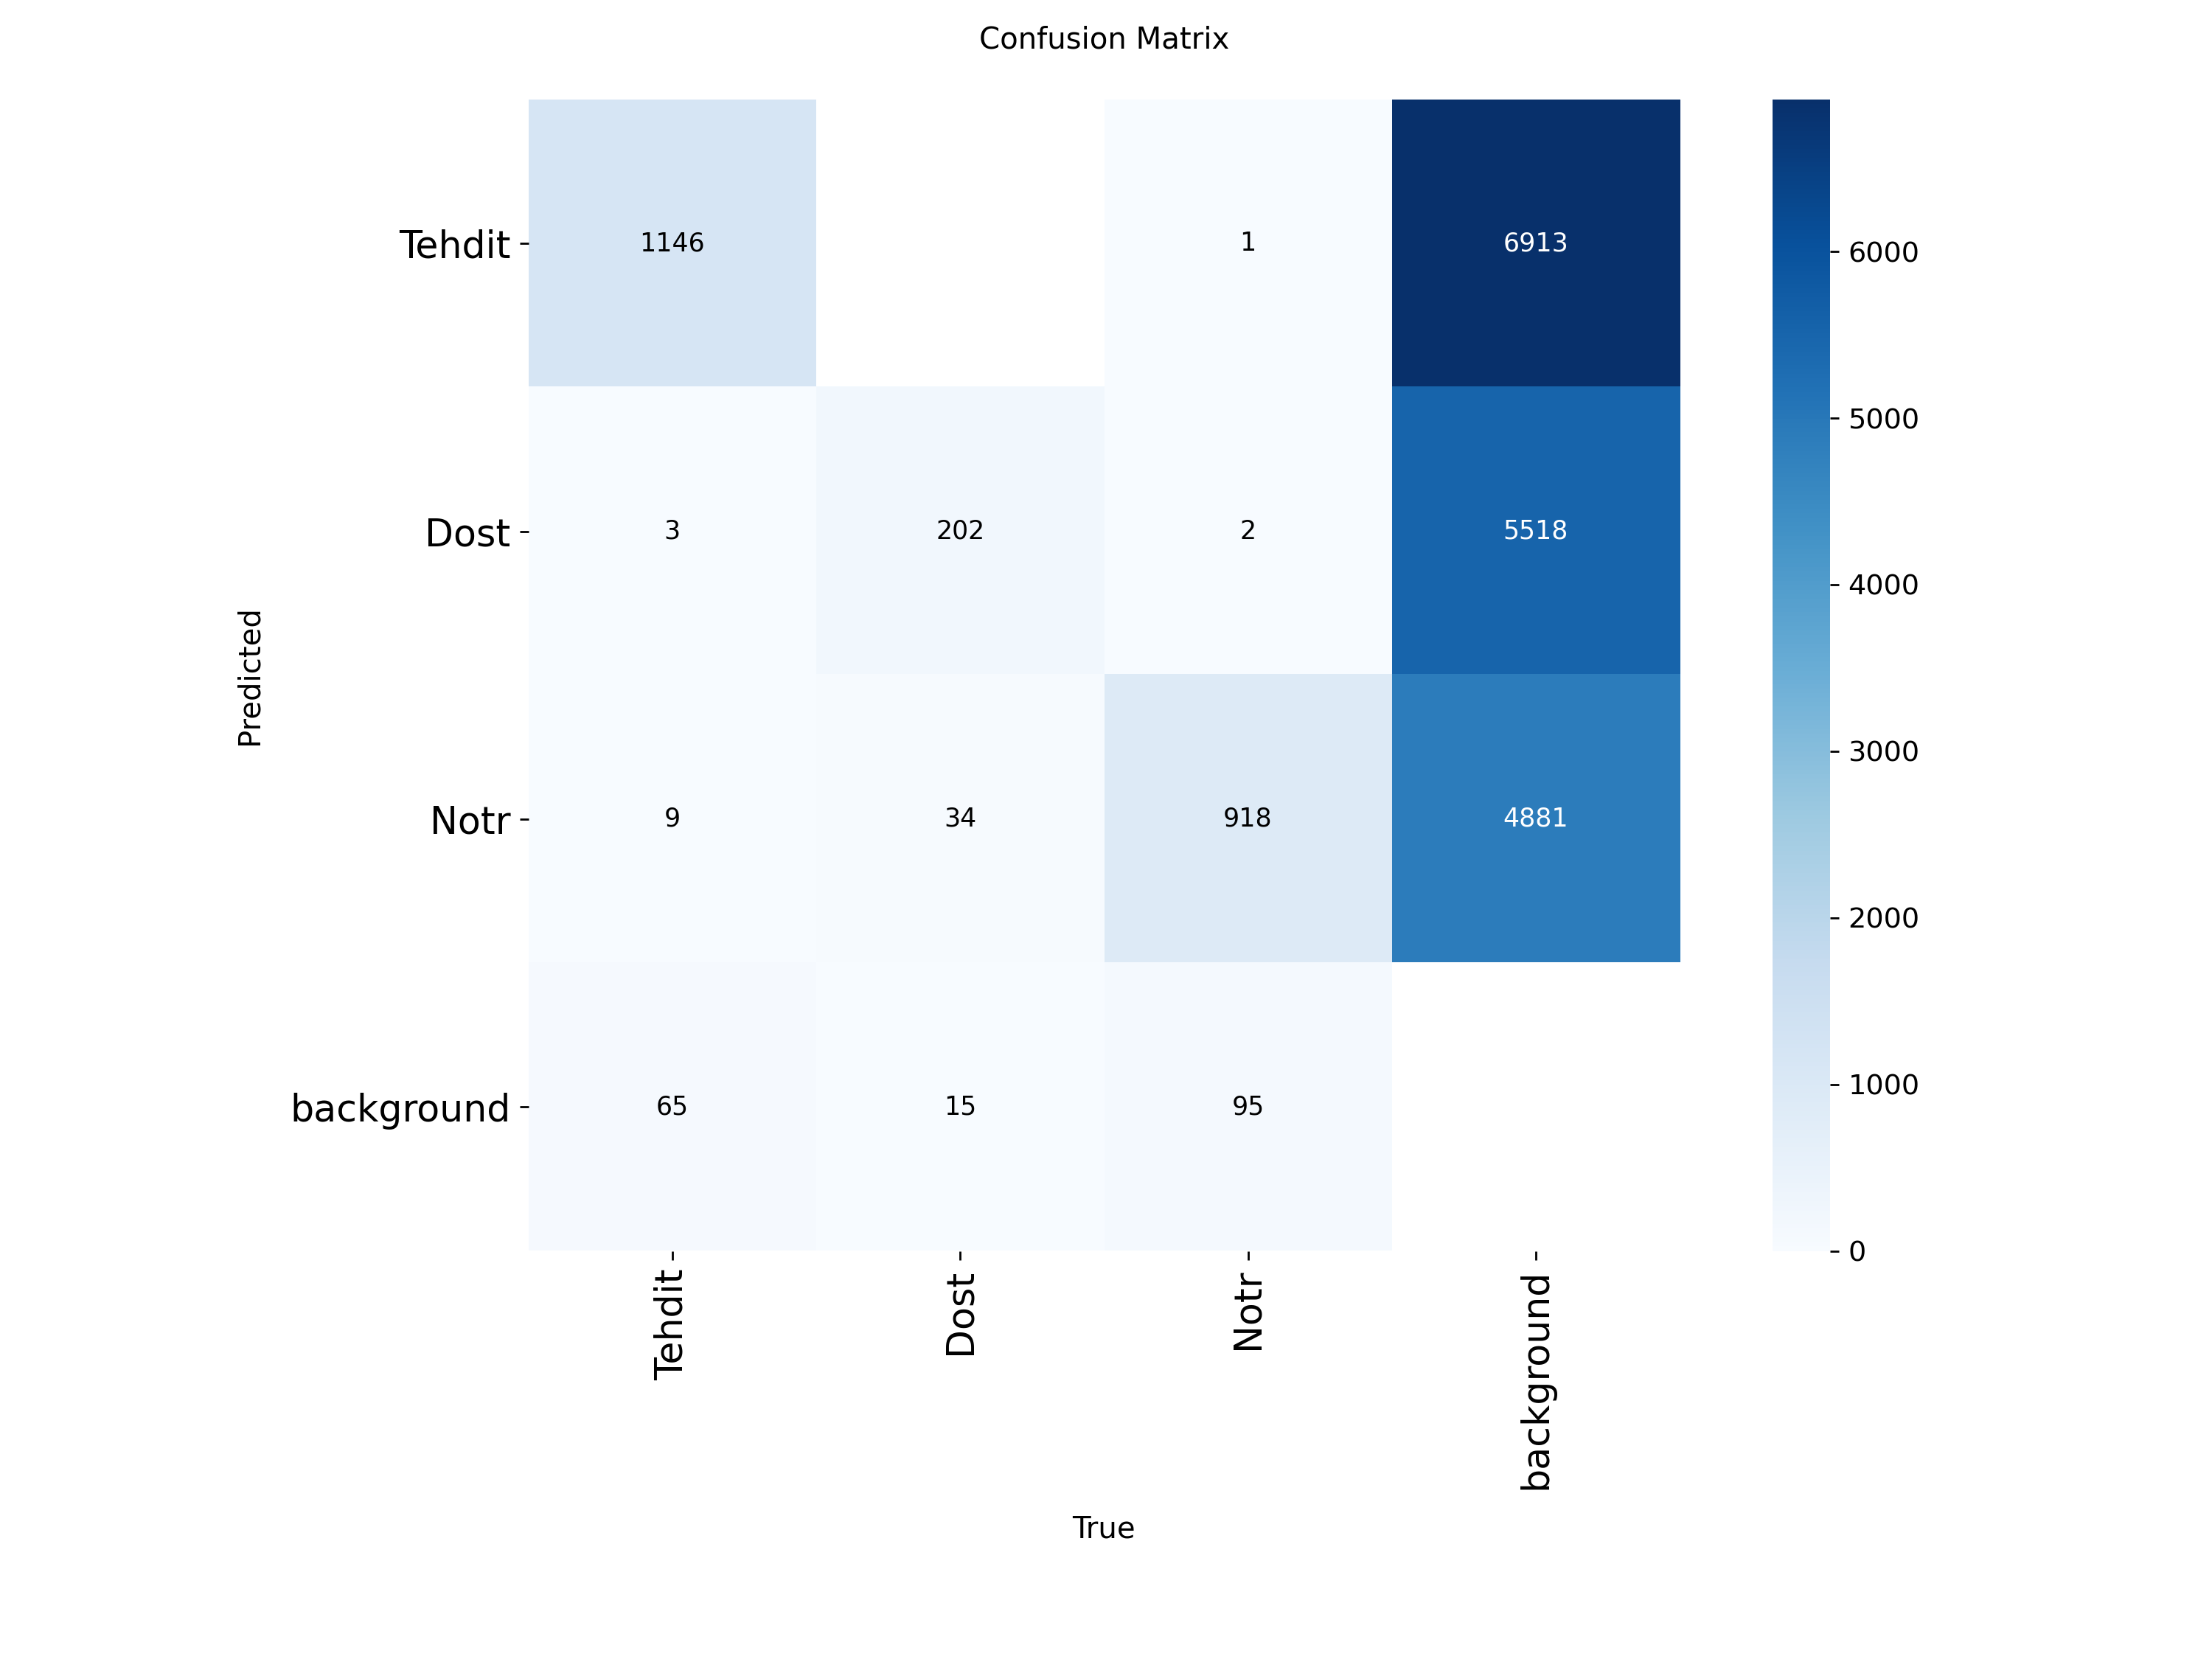 Confusion Matrix
Tehdit
1146
1
6913
Dost
3
202
2
5518
Notr
9
34
918
4881
background
65
15
95
Predicted
Tehdit
Dost
Notr
background
True
6000
5000
4000
3000
2000
1000
0